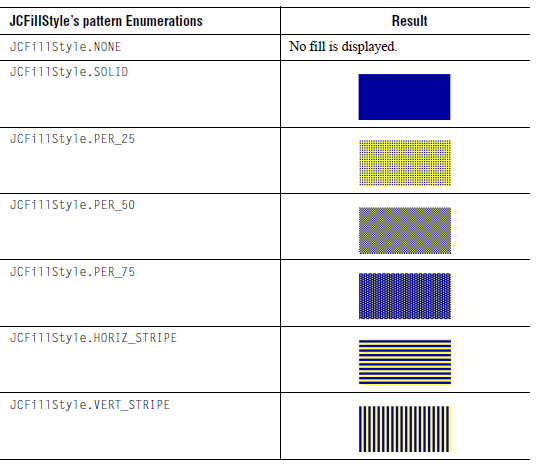 JCFillStyle's pattern Enumerations Result
JCFillStyle.NONE No fill is displayed.
JCFillStyle.SOLID
JCFillStyle.PER_25
JCFillStyle.PER_50
JCFillStyle.PER_75
JCFillStyle.HORIZ_STRIPE
JCFillStyle.VERT_STRIPE